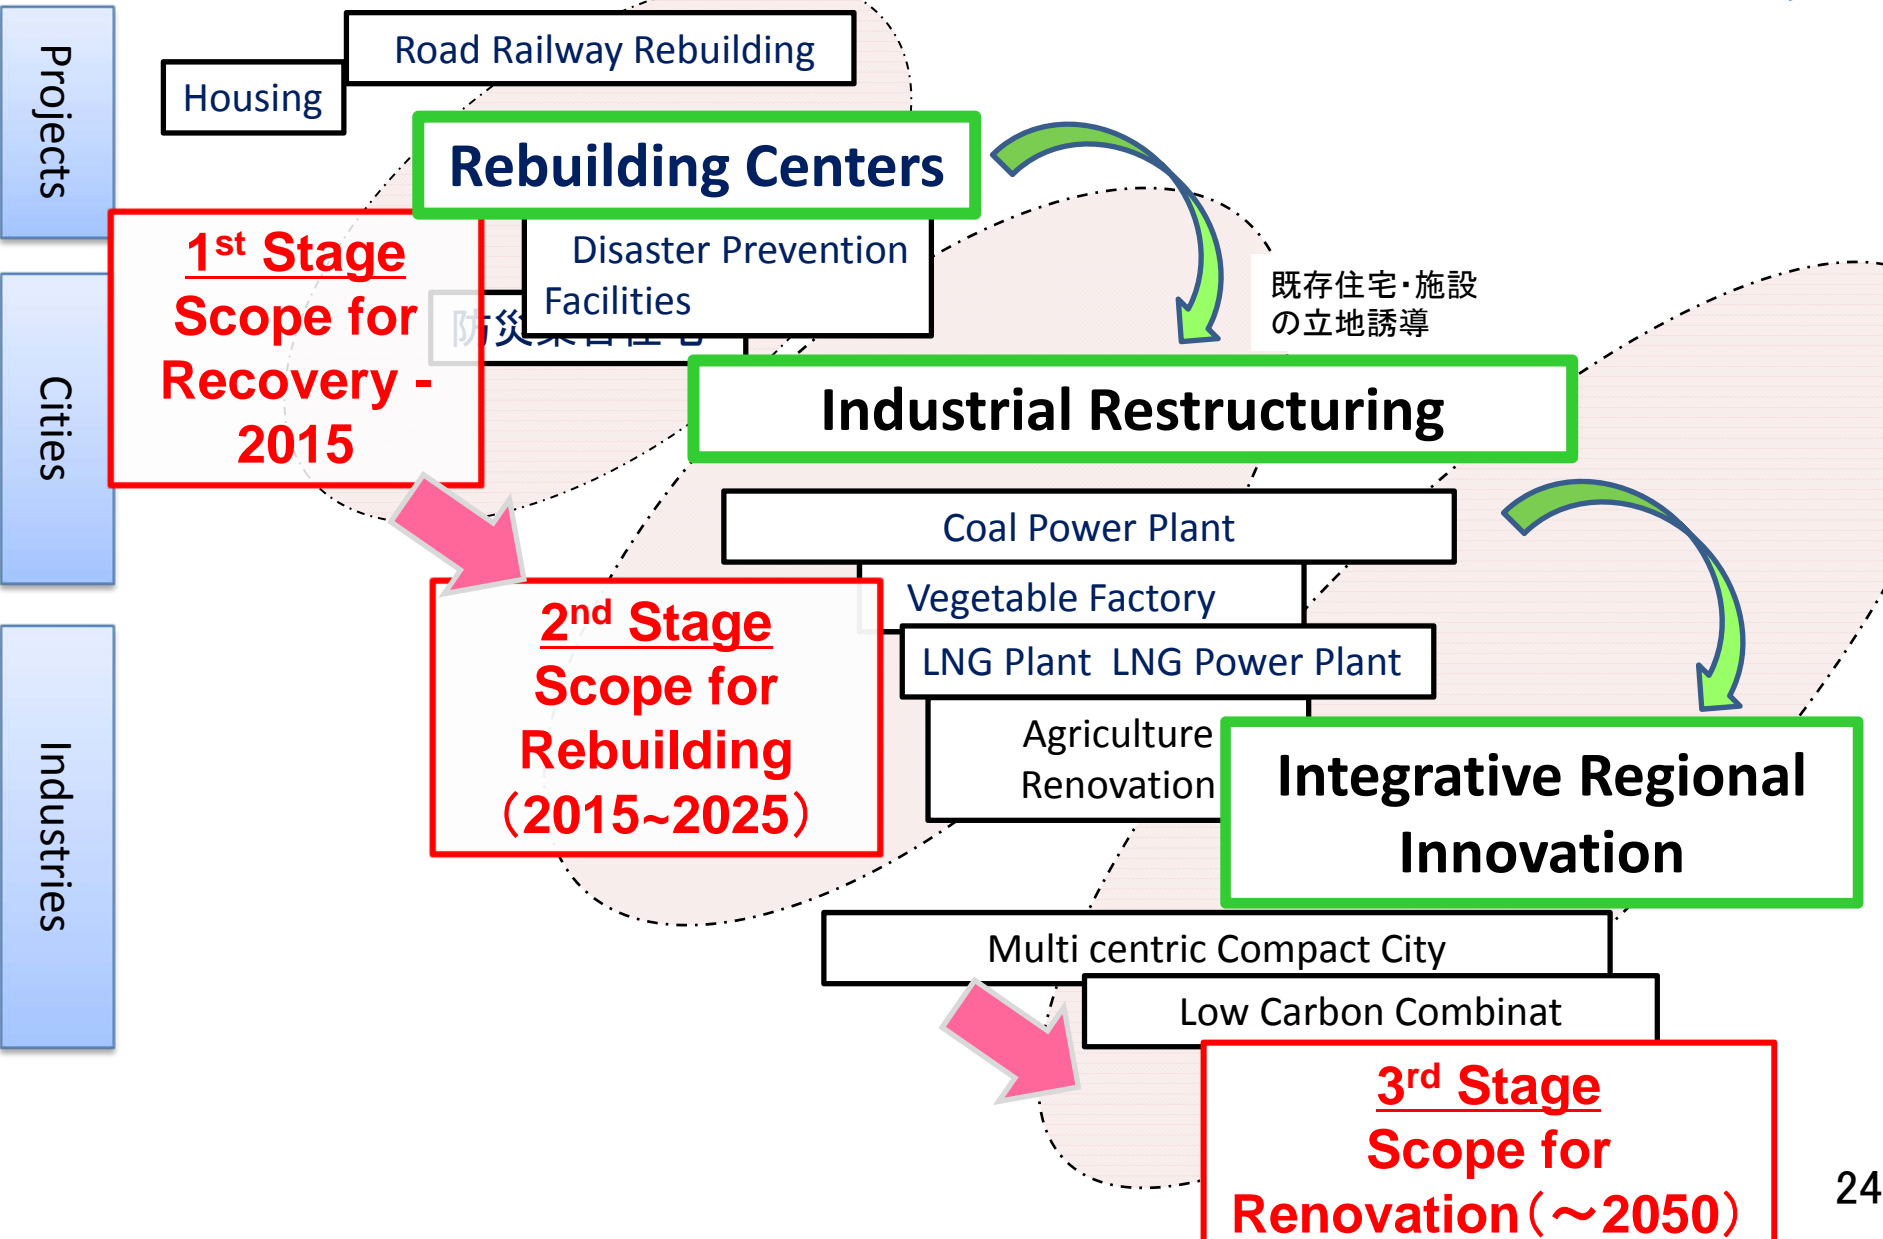 Projects
Cities
Industries
Road Railway Rebuilding
Housing
Rebuilding Centers
Disaster Prevention
Facilities
1st Stage
Scope for
Recovery -
2015
既存住宅・施設
の立地誘導
Industrial Restructuring
Coal Power Plant
Vegetable Factory
LNG Plant LNG Power Plant
Agriculture
Renovation
2nd Stage
Scope for
Rebuilding
（2015~2025）
Integrative Regional
Innovation
Multi centric Compact City
Low Carbon Combinat
3rd Stage
Scope for
Renovation（～2050）
24